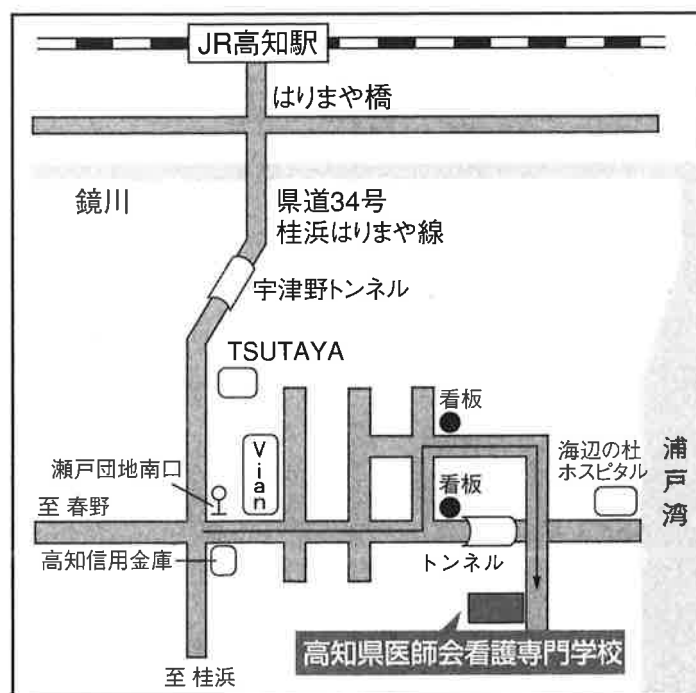 JR高知駅
はりまや橋
鏡川
県道34号
桂浜はりまや線
宇津野トンネル
TSUTAYA
看板
Vian
瀬戸団地南口
海辺の杜
ホスピタル
浦戸湾
至 春野
看板
高知信用金庫
トンネル
高知県医師会看護専門学校
至 桂浜